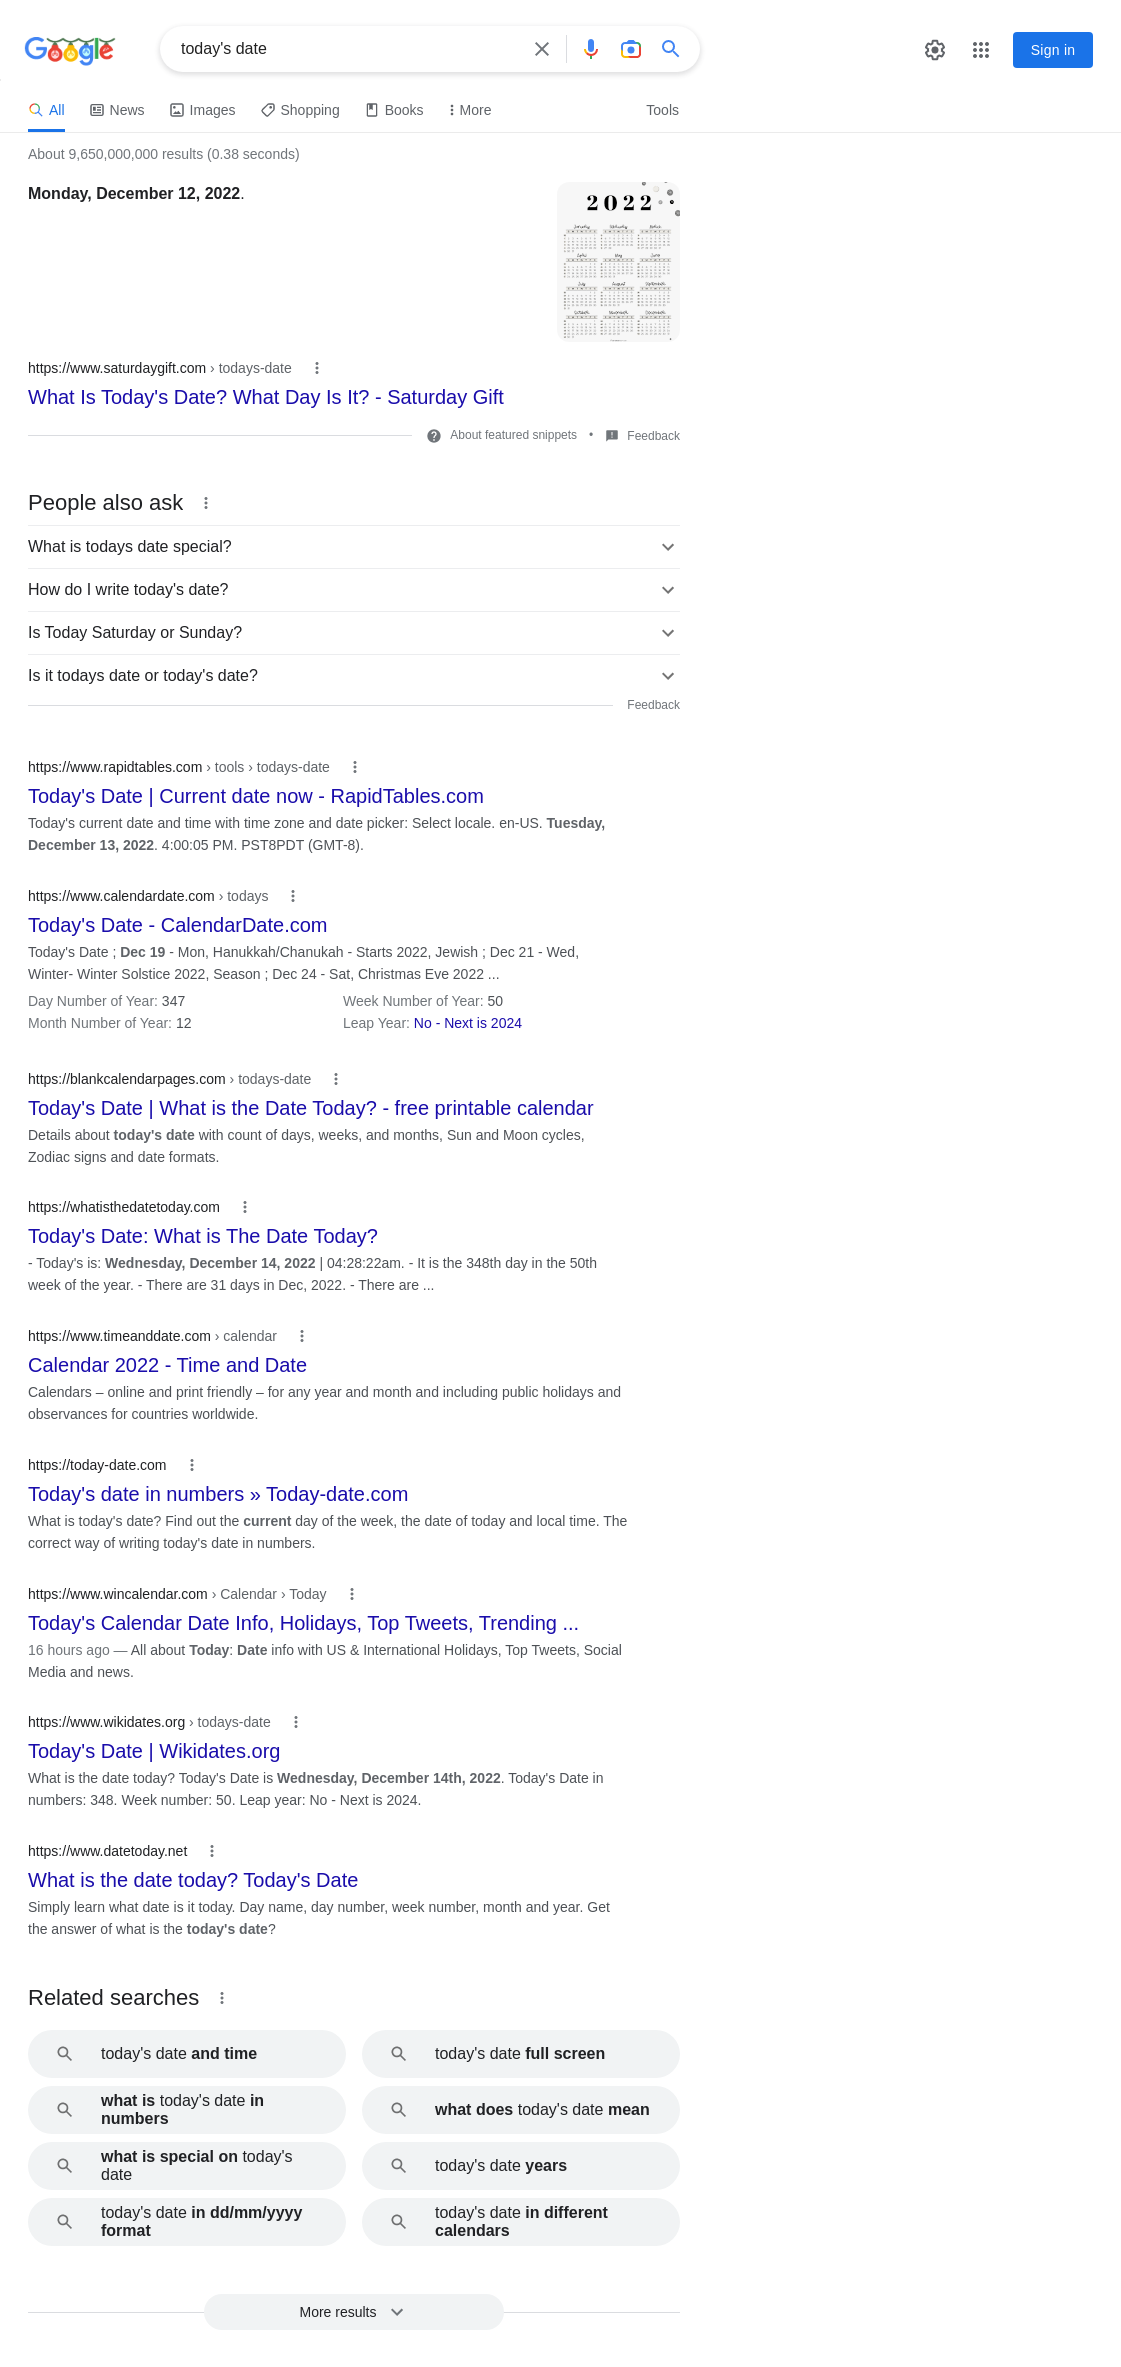 Google
today's date
Sign in
All
News
Images
Shopping
Books
More
Tools
About 9,650,000,000 results (0.38 seconds)
Monday, December 12, 2022.
2022
January February March
April May June
July August September
October November December
https://www.saturdaygift.com › todays-date
What Is Today's Date? What Day Is It? - Saturday Gift
About featured snippets • Feedback
People also ask
What is todays date special?
How do I write today's date?
Is Today Saturday or Sunday?
Is it todays date or today's date?
Feedback
https://www.rapidtables.com › tools › todays-date
Today's Date | Current date now - RapidTables.com
Today's current date and time with time zone and date picker: Select locale. en-US. Tuesday,
December 13, 2022. 4:00:05 PM. PST8PDT (GMT-8).
https://www.calendardate.com › todays
Today's Date - CalendarDate.com
Today's Date ; Dec 19 - Mon, Hanukkah/Chanukah - Starts 2022, Jewish ; Dec 21 - Wed,
Winter- Winter Solstice 2022, Season ; Dec 24 - Sat, Christmas Eve 2022 ...
Day Number of Year: 347
Week Number of Year: 50
Month Number of Year: 12
Leap Year: No - Next is 2024
https://blankcalendarpages.com › todays-date
Today's Date | What is the Date Today? - free printable calendar
Details about today's date with count of days, weeks, and months, Sun and Moon cycles,
Zodiac signs and date formats.
https://whatisthedatetoday.com
Today's Date: What is The Date Today?
- Today's is: Wednesday, December 14, 2022 | 04:28:22am. - It is the 348th day in the 50th
week of the year. - There are 31 days in Dec, 2022. - There are ...
https://www.timeanddate.com › calendar
Calendar 2022 - Time and Date
Calendars – online and print friendly – for any year and month and including public holidays and
observances for countries worldwide.
https://today-date.com
Today's date in numbers » Today-date.com
What is today's date? Find out the current day of the week, the date of today and local time. The
correct way of writing today's date in numbers.
https://www.wincalendar.com › Calendar › Today
Today's Calendar Date Info, Holidays, Top Tweets, Trending ...
16 hours ago — All about Today: Date info with US & International Holidays, Top Tweets, Social
Media and news.
https://www.wikidates.org › todays-date
Today's Date | Wikidates.org
What is the date today? Today's Date is Wednesday, December 14th, 2022. Today's Date in
numbers: 348. Week number: 50. Leap year: No - Next is 2024.
https://www.datetoday.net
What is the date today? Today's Date
Simply learn what date is it today. Day name, day number, week number, month and year. Get
the answer of what is the today's date?
Related searches
today's date and time
today's date full screen
what is today's date in
numbers
what does today's date mean
what is special on today's
date
today's date years
today's date in dd/mm/yyyy
format
today's date in different
calendars
More results